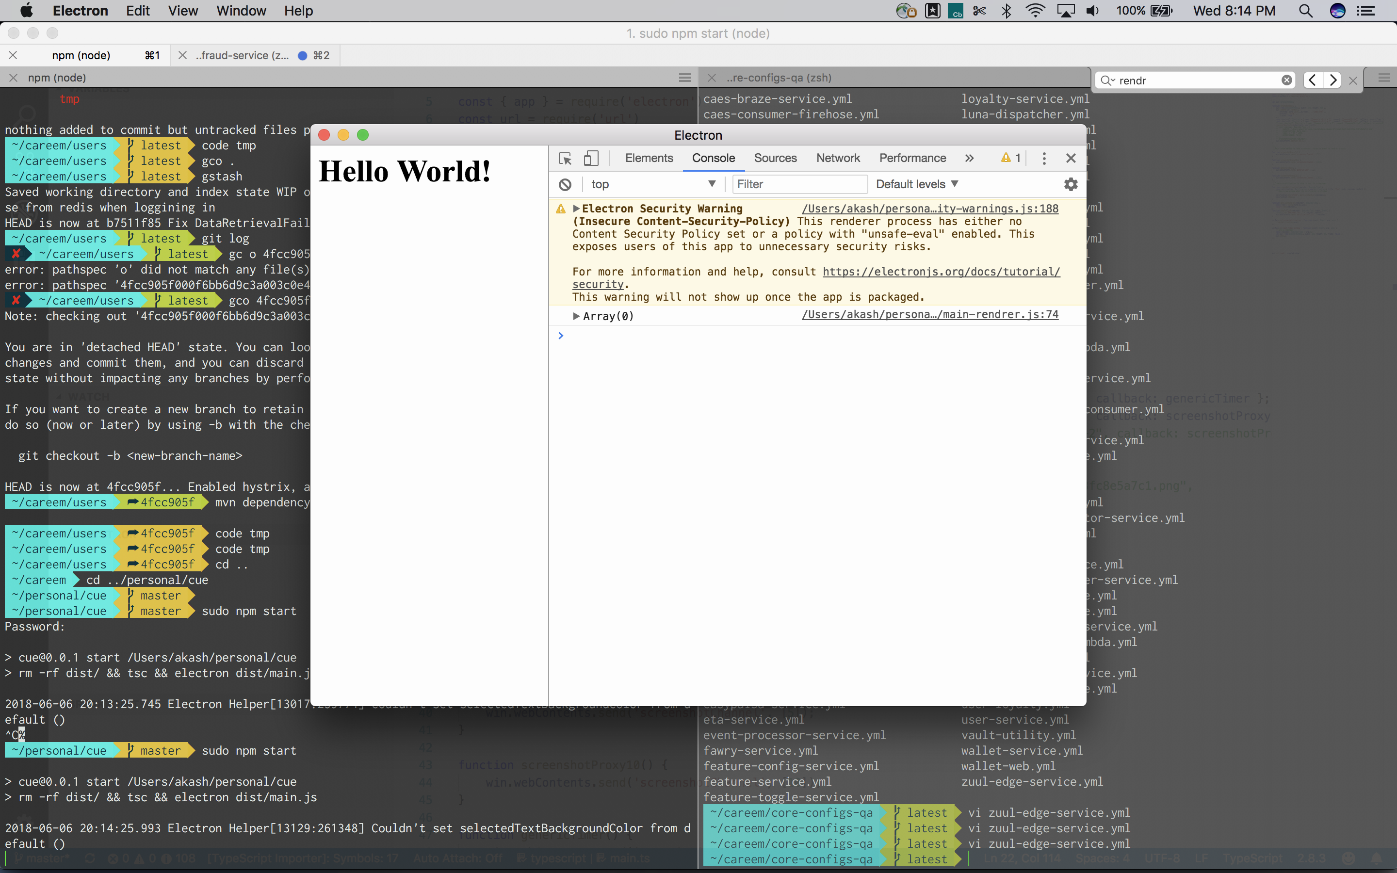 Electron Edit View Window Help
100% Wed 8:14 PM
1. sudo npm start (node)
npm (node) ⌘1 ..fraud-service (z... ⌘2
npm (node)
..re-configs-qa (zsh)
rendr
tmp
nothing added to commit but untracked files p
~/careem/users latest code tmp
~/careem/users latest gco .
~/careem/users latest gstash
Saved working directory and index state WIP o
se from redis when loggining in
HEAD is now at b7511f85 Fix DataRetrievalFail
~/careem/users latest git log
✘ ~/careem/users latest gc o 4fcc905
error: pathspec 'o' did not match any file(s)
error: pathspec '4fcc905f000f6bb6d9c3a003c0e4
✘ ~/careem/users latest gco 4fcc905f
Note: checking out '4fcc905f000f6bb6d9c3a003c
You are in 'detached HEAD' state. You can loo
changes and commit them, and you can discard
state without impacting any branches by perfo
If you want to create a new branch to retain
do so (now or later) by using -b with the che
git checkout -b <new-branch-name>
HEAD is now at 4fcc905f... Enabled hystrix, a
~/careem/users ➦4fcc905f mvn dependency
~/careem/users ➦4fcc905f code tmp
~/careem/users ➦4fcc905f code tmp
~/careem/users ➦4fcc905f cd ..
~/careem cd ../personal/cue
~/personal/cue master
~/personal/cue master sudo npm start
Password:
> cue@0.0.1 start /Users/akash/personal/cue
> rm -rf dist/ && tsc && electron dist/main.j
2018-06-06 20:13:25.745 Electron Helper[13017
efault ()
^C%
~/personal/cue master sudo npm start
> cue@0.0.1 start /Users/akash/personal/cue
> rm -rf dist/ && tsc && electron dist/main.js
2018-06-06 20:14:25.993 Electron Helper[13129:261348] Couldn't set selectedTextBackgroundColor from d
efault ()
Electron
Hello World!
Elements Console Sources Network Performance » 1
top Filter Default levels
Electron Security Warning /Users/akash/persona…ity-warnings.js:188
(Insecure Content-Security-Policy) This renderer process has either no
Content Security Policy set or a policy with "unsafe-eval" enabled. This
exposes users of this app to unnecessary security risks.
For more information and help, consult https://electronjs.org/docs/tutorial/
security.
This warning will not show up once the app is packaged.
Array(0) /Users/akash/persona…/main-rendrer.js:74
caes-braze-service.yml loyalty-service.yml
caes-consumer-firehose.yml luna-dispatcher.yml
eta-service.yml user-service.yml
event-processor-service.yml vault-utility.yml
fawry-service.yml wallet-service.yml
feature-config-service.yml wallet-web.yml
feature-service.yml zuul-edge-service.yml
feature-toggle-service.yml
~/careem/core-configs-qa latest vi zuul-edge-service.yml
~/careem/core-configs-qa latest vi zuul-edge-service.yml
~/careem/core-configs-qa latest vi zuul-edge-service.yml
~/careem/core-configs-qa latest